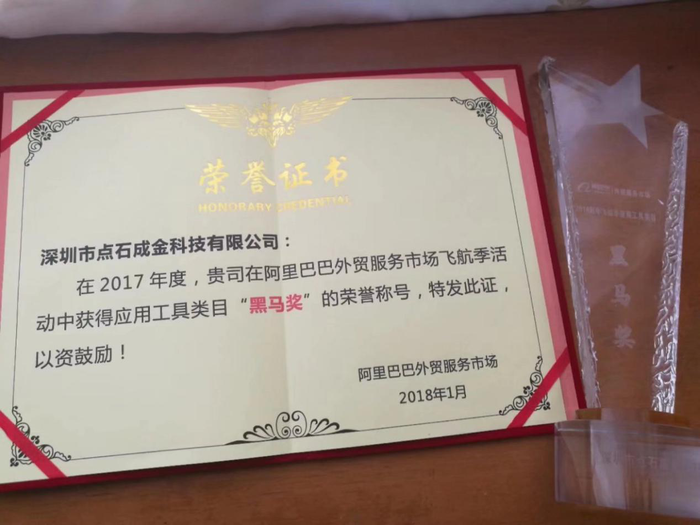 荣誉证书
HONORARY CREDENTIAL
深圳市点石成金科技有限公司：
在2017年度，贵司在阿里巴巴外贸服务市场飞航季活
动中获得应用工具类目“黑马奖”的荣誉称号，特发此证，
以资鼓励！
阿里巴巴外贸服务市场
2018年1月
黑马奖